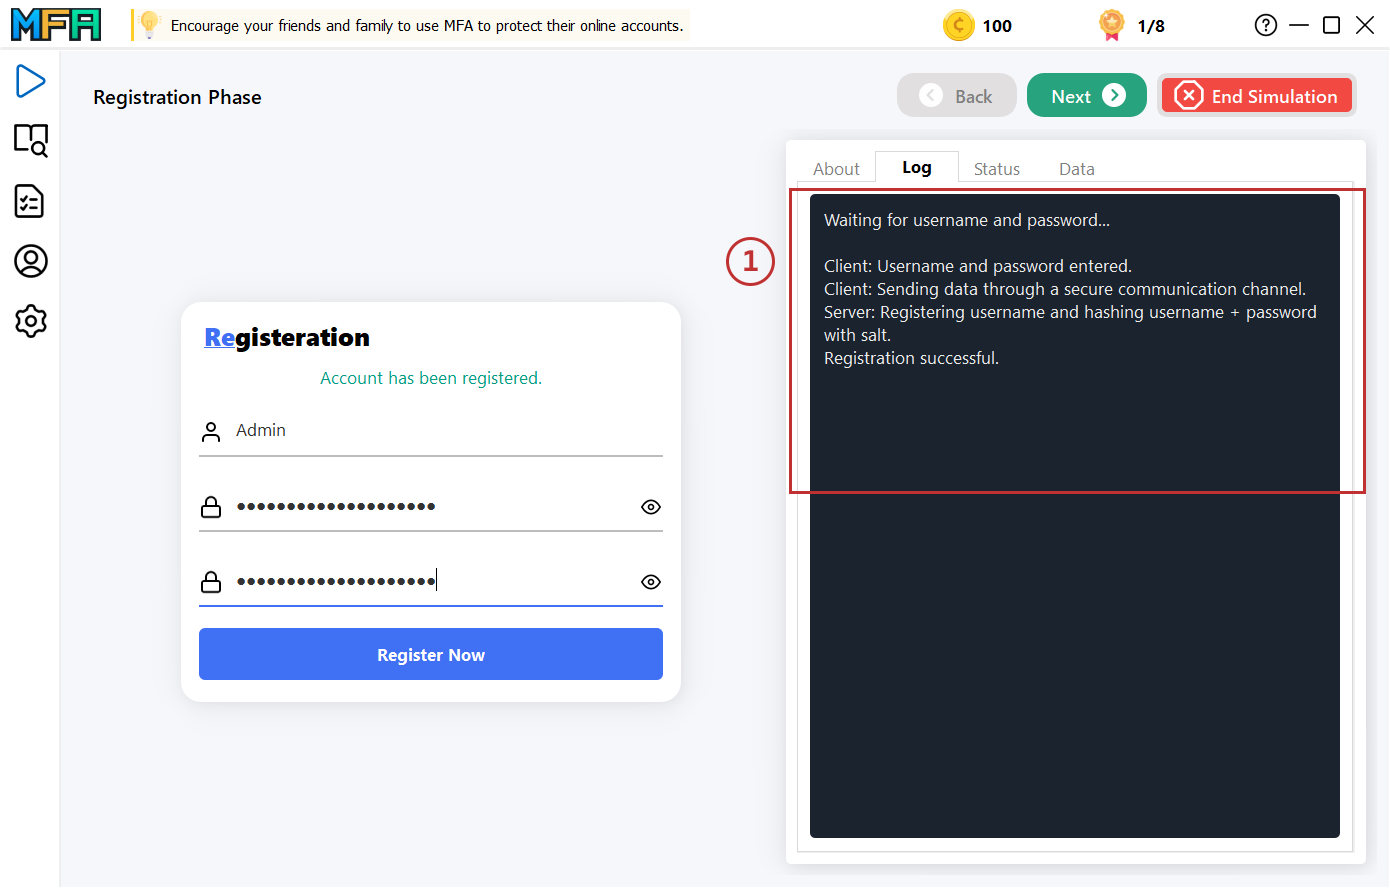 MFA
Encourage your friends and family to use MFA to protect their online accounts.
100
1/8
Registration Phase
Back
Next
End Simulation
About
Log
Status
Data
1
Waiting for username and password...
Client: Username and password entered.
Client: Sending data through a secure communication channel.
Server: Registering username and hashing username + password
with salt.
Registration successful.
Registeration
Account has been registered.
Admin
••••••••••••••••••••
••••••••••••••••••••
Register Now